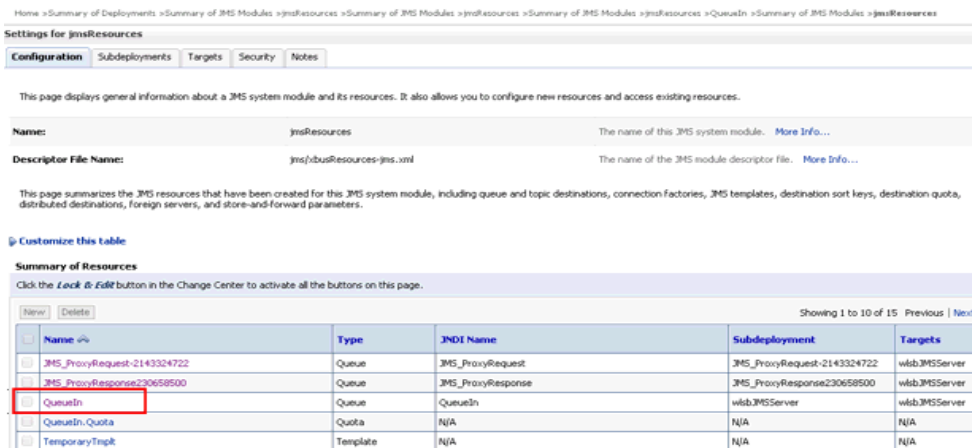 Home >Summary of Deployments >Summary of JMS Modules >jmsResources >Summary of JMS Modules >jmsResources >Summary of JMS Modules >jmsResources >QueueIn >Summary of JMS Modules >jmsResources
Settings for jmsResources
Configuration Subdeployments Targets Security Notes
This page displays general information about a JMS system module and its resources. It also allows you to configure new resources and access existing resources.
Name: jmsResources The name of this JMS system module. More Info...
Descriptor File Name: jms/xbusResources-jms.xml The name of the JMS module descriptor file. More Info...
This page summarizes the JMS resources that have been created for this JMS system module, including queue and topic destinations, connection factories, JMS templates, destination sort keys, destination quota,
distributed destinations, foreign servers, and store-and-forward parameters.
Customize this table
Summary of Resources
Click the Lock & Edit button in the Change Center to activate all the buttons on this page.
New Delete Showing 1 to 10 of 15 Previous | Next
Name Type JNDI Name Subdeployment Targets
JMS_ProxyRequest-2143324722 Queue JMS_ProxyRequest JMS_ProxyRequest-2143324722 wlsbJMSServer
JMS_ProxyResponse230658500 Queue JMS_ProxyResponse JMS_ProxyResponse230658500 wlsbJMSServer
QueueIn Queue QueueIn wlsbJMSServer wlsbJMSServer
QueueIn.Quota Quota N/A N/A N/A
TemporaryTmplt Template N/A N/A N/A